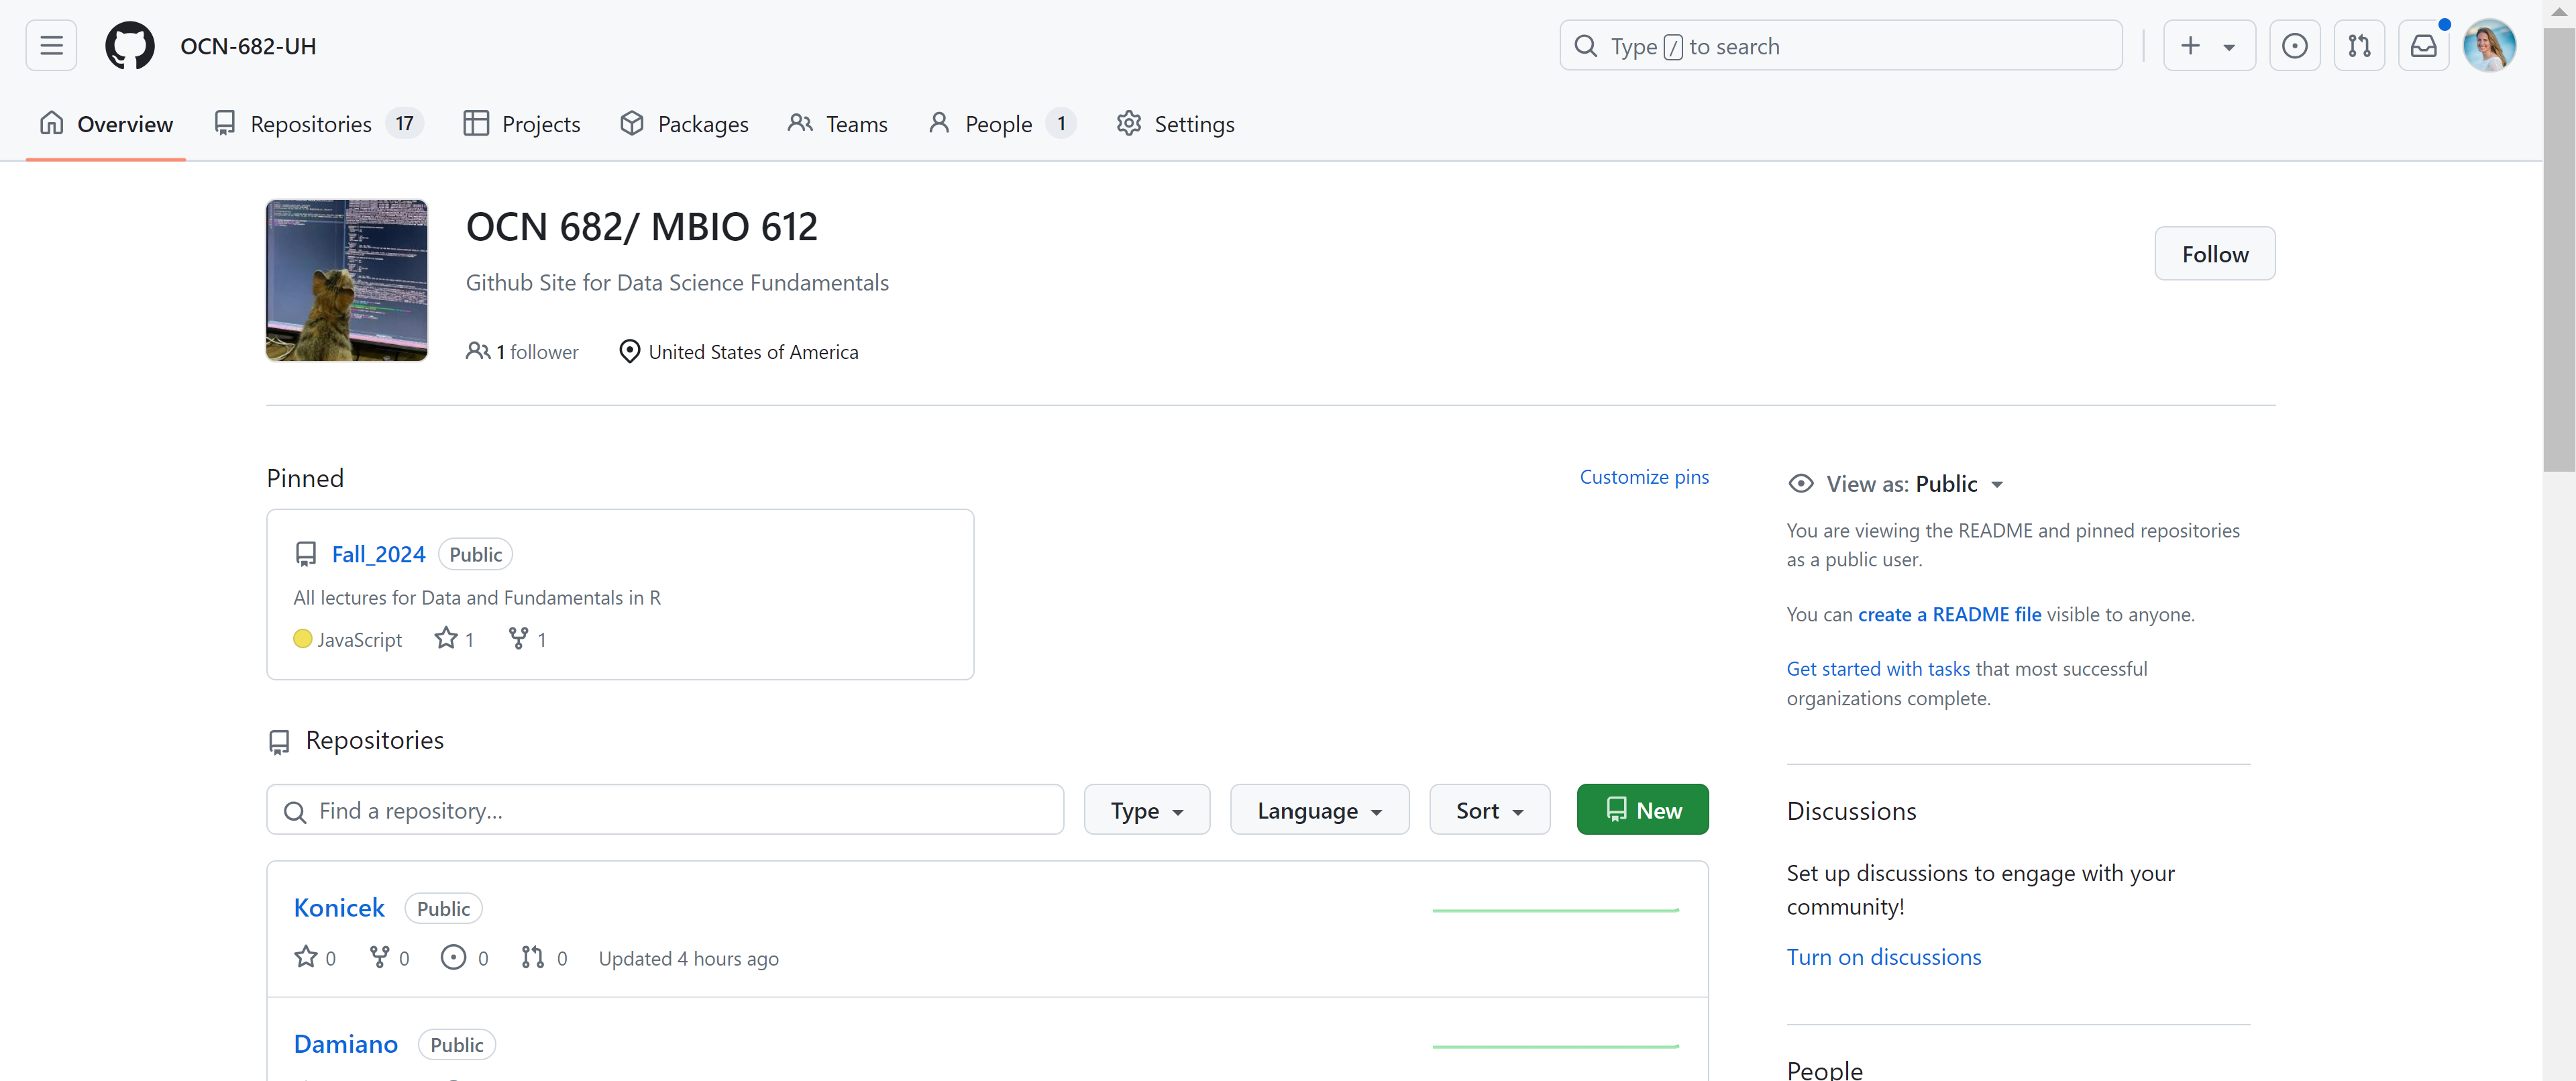 OCN-682-UH
Type / to search
Overview
Repositories 17
Projects
Packages
Teams
People 1
Settings
OCN 682/ MBIO 612
Github Site for Data Science Fundamentals
1 follower
United States of America
Follow
Pinned
Customize pins
Fall_2024 Public
All lectures for Data and Fundamentals in R
JavaScript 1 1
Repositories
Find a repository...
Type
Language
Sort
New
Konicek Public
0 0 0 0 Updated 4 hours ago
Damiano Public
View as: Public
You are viewing the README and pinned repositories
as a public user.
You can create a README file visible to anyone.
Get started with tasks that most successful
organizations complete.
Discussions
Set up discussions to engage with your
community!
Turn on discussions
People